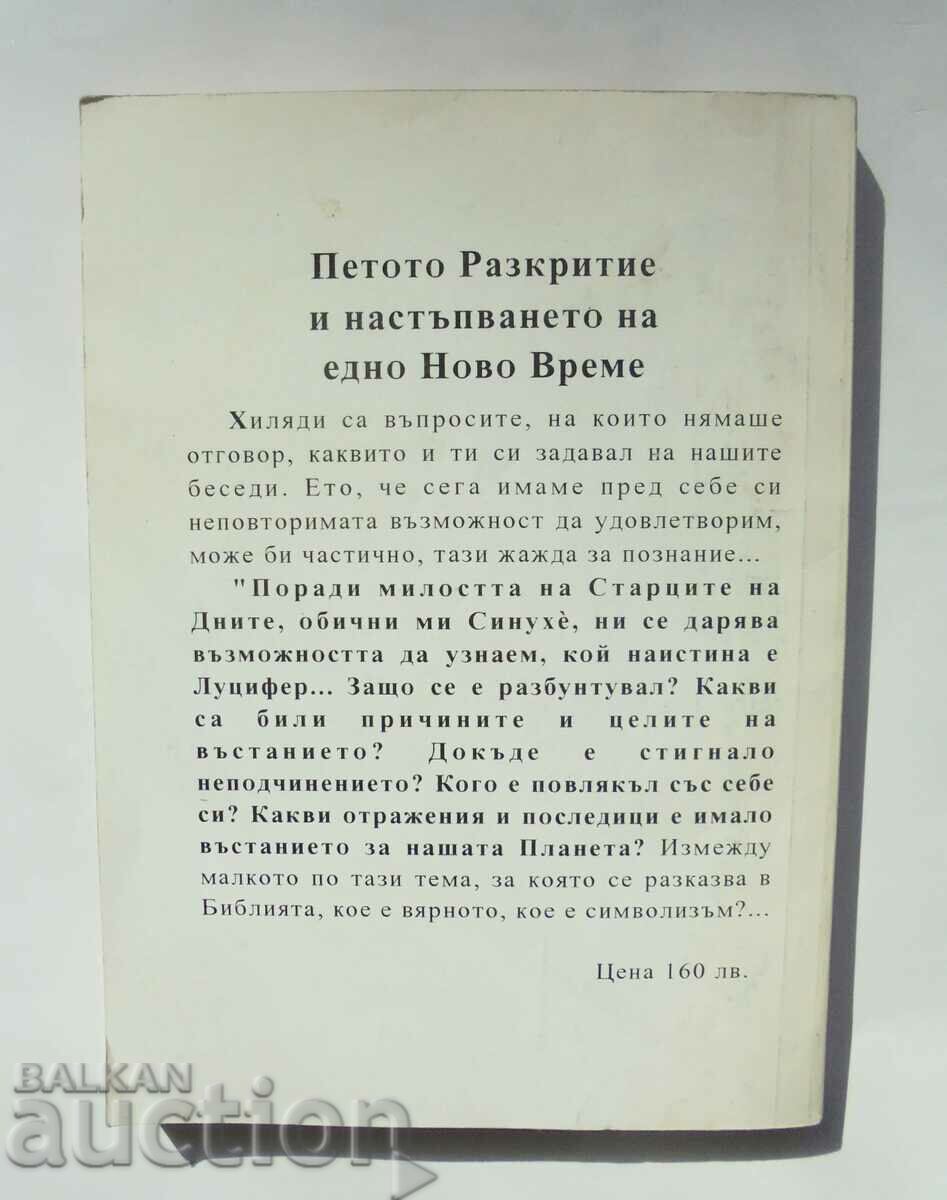 Петото Разкритие
и настъпването на
едно Ново Време
Хиляди са въпросите, на които нямаше
отговор, каквито и ти си задавал на нашите
беседи. Ето, че сега имаме пред себе си
неповторимата възможност да удовлетворим,
може би частично, тази жажда за познание...
"Поради милостта на Старците на
Дните, обични ми Синухѐ, ни се дарява
възможността да узнаем, кой наистина е
Луцифер... Защо се е разбунтувал? Какви
са били причините и целите на
въстанието? Докъде е стигнало
неподчинението? Кого е повлякъл със себе
си? Какви отражения и последици е имало
въстанието за нашата Планета? Измежду
малкото по тази тема, за която се разказва в
Библията, кое е вярното, кое е символизъм?...
Цена 160 лв.
BALKAN
auction